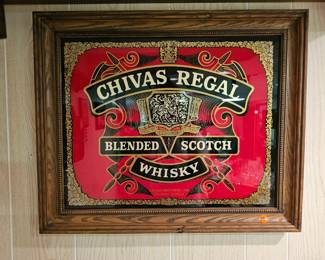 CHIVAS REGAL
BLENDED SCOTCH
WHISKY